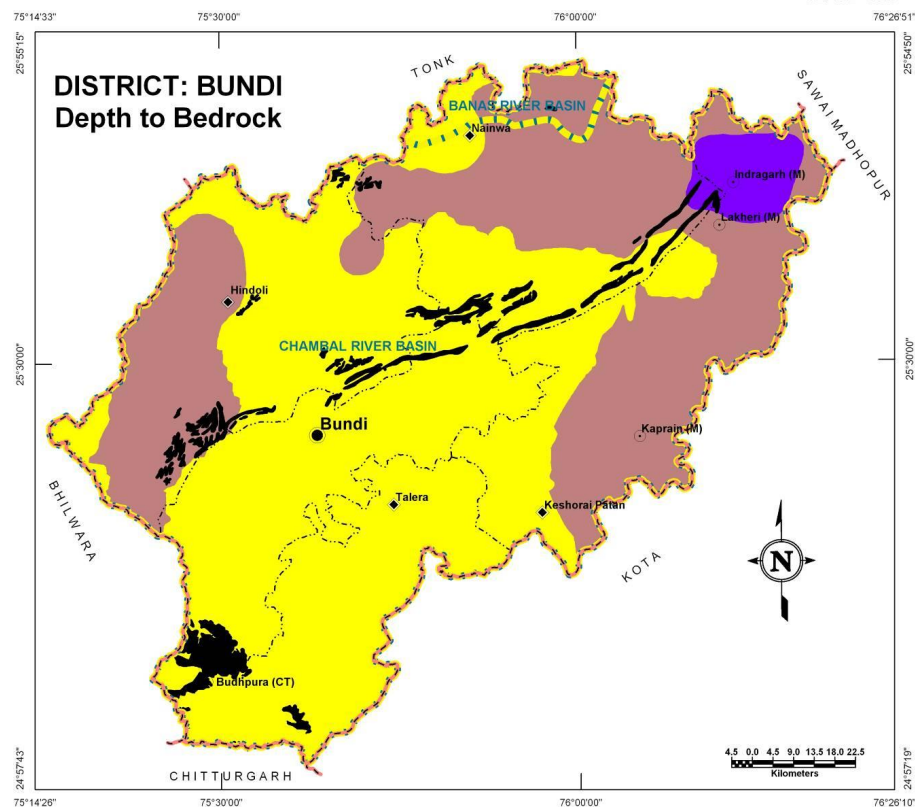 75°14'33"
75°30'00"
76°00'00"
76°26'51"
25°55'15"
25°54'50"
DISTRICT: BUNDI
Depth to Bedrock
TONK
SAWAI MADHOPUR
BANAS RIVER BASIN
Nainwa
Indragarh (M)
Lakheri (M)
Hindoli
CHAMBAL RIVER BASIN
25°30'00"
25°30'00"
Bundi
Kaprain (M)
Talera
Keshorai Patan
BHILWARA
KOTA
N
Budhpura (CT)
4.5 0.0 4.5 9.0 13.5 18.0 22.5
Kilometers
CHITTURGARH
24°57'43"
24°57'19"
75°14'26"
75°30'00"
76°00'00"
76°26'10"